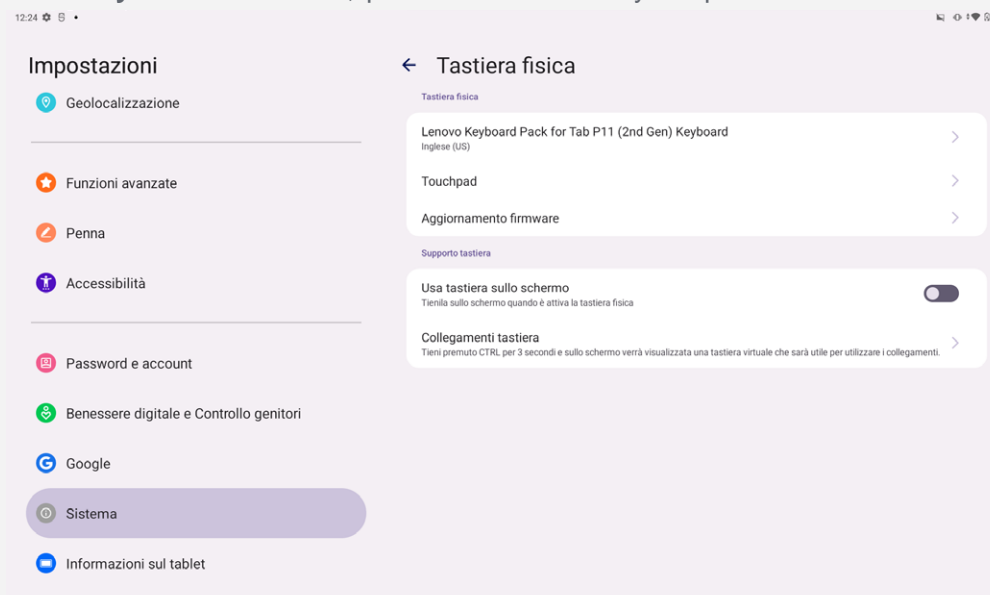 12:24
Impostazioni
Geolocalizzazione
Funzioni avanzate
Penna
Accessibilità
Password e account
Benessere digitale e Controllo genitori
Google
Sistema
Informazioni sul tablet
Tastiera fisica
Tastiera fisica
Lenovo Keyboard Pack for Tab P11 (2nd Gen) Keyboard
Inglese (US)
Touchpad
Aggiornamento firmware
Supporto tastiera
Usa tastiera sullo schermo
Tienila sullo schermo quando è attiva la tastiera fisica
Collegamenti tastiera
Tieni premuto CTRL per 3 secondi e sullo schermo verrà visualizzata una tastiera virtuale che sarà utile per utilizzare i collegamenti.